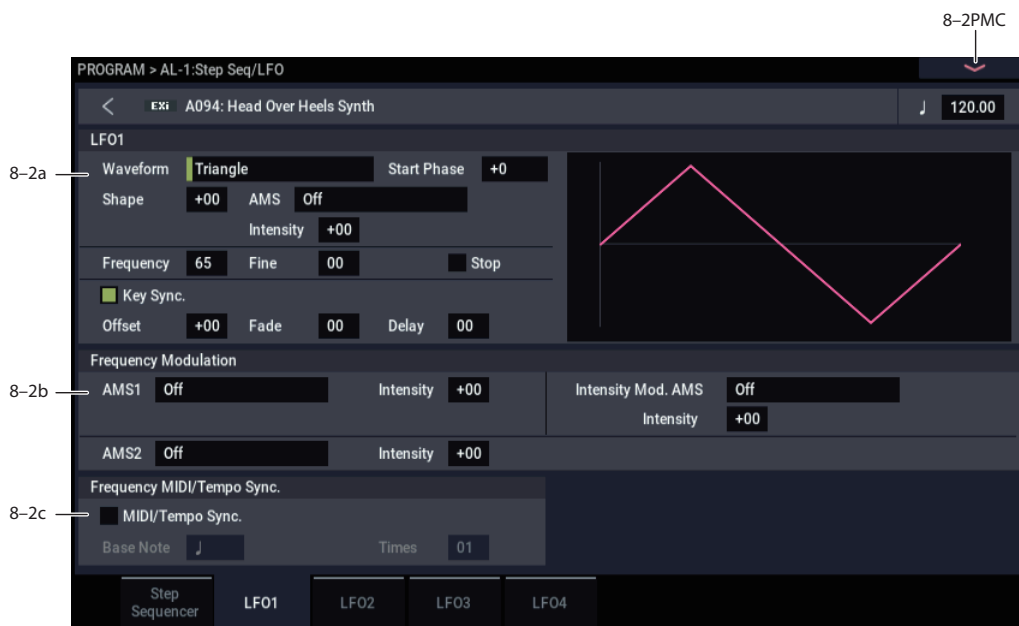 8–2PMC
PROGRAM > AL-1:Step Seq/LFO
EXi A094: Head Over Heels Synth ♩ 120.00
LFO1
8–2a Waveform Triangle Start Phase +0
Shape +00 AMS Off
Intensity +00
Frequency 65 Fine 00 Stop
Key Sync.
Offset +00 Fade 00 Delay 00
Frequency Modulation
8–2b AMS1 Off Intensity +00 Intensity Mod. AMS Off
Intensity +00
AMS2 Off Intensity +00
Frequency MIDI/Tempo Sync.
8–2c MIDI/Tempo Sync.
Base Note ♩ Times 01
Step Sequencer LFO1 LFO2 LFO3 LFO4